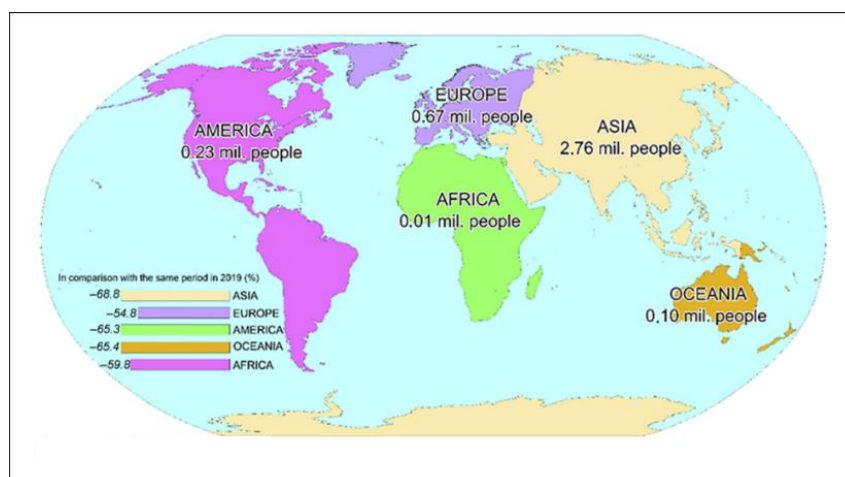 EUROPE
0.67 mil. people
AMERICA
0.23 mil. people
ASIA
2.76 mil. people
AFRICA
0.01 mil. people
OCEANIA
0.10 mil. people
In comparison with the same period in 2019 (%)
–68.8 ASIA
–54.8 EUROPE
–65.3 AMERICA
–65.4 OCEANIA
–59.8 AFRICA